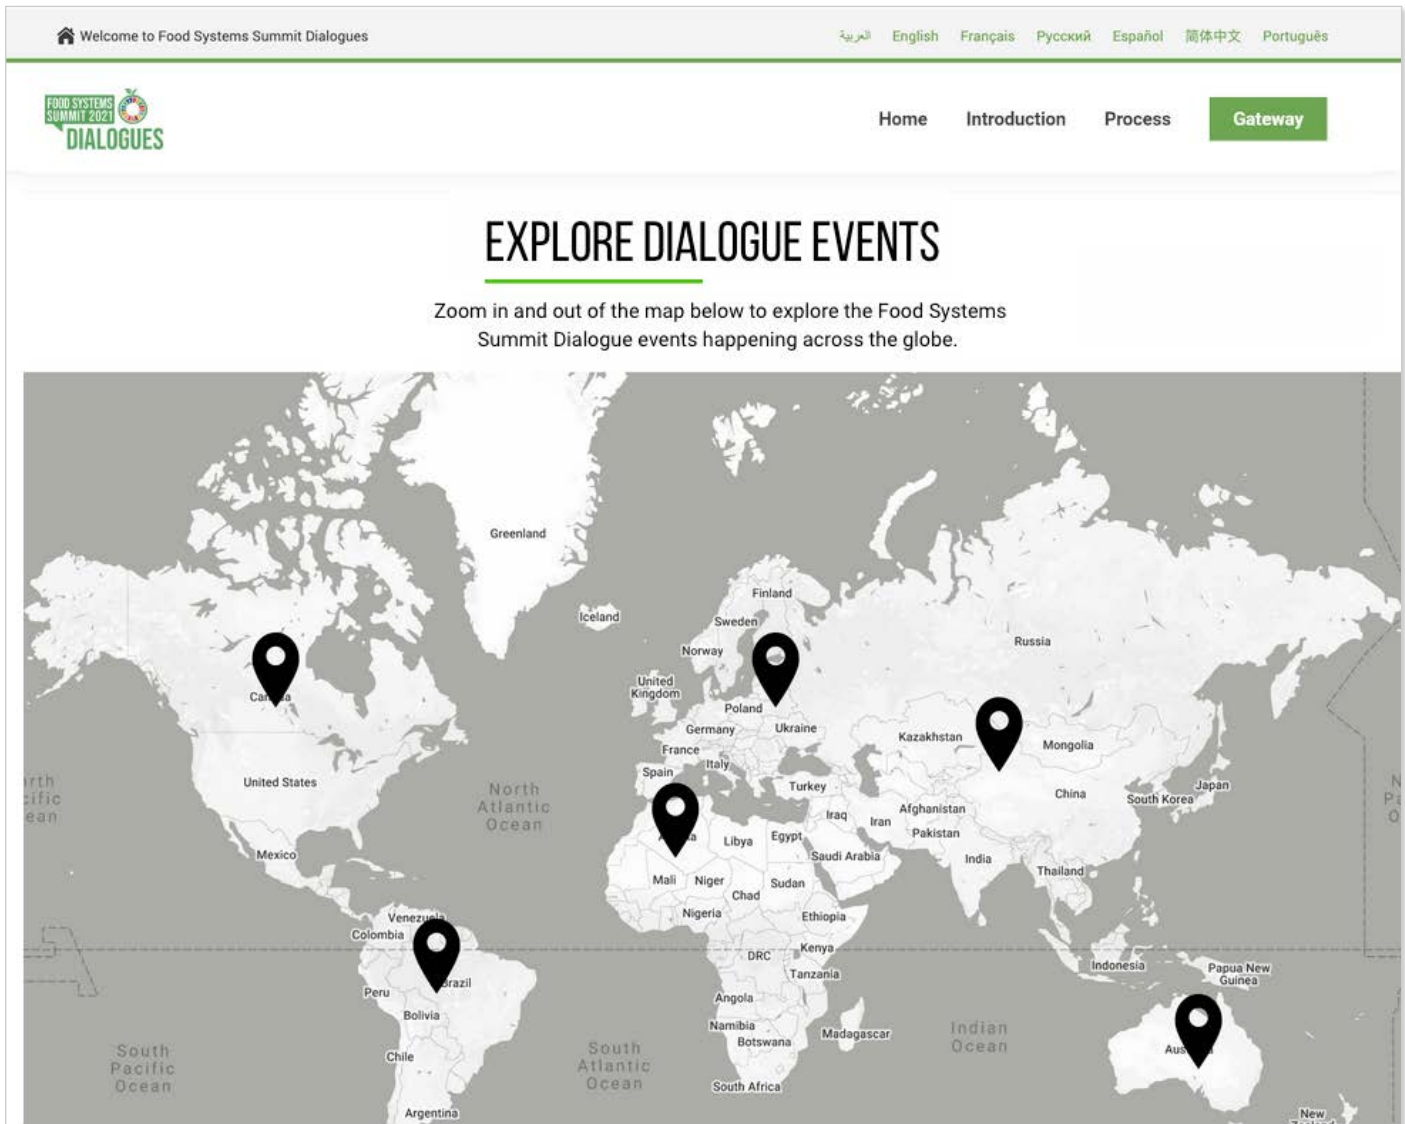 Welcome to Food Systems Summit Dialogues
العربية English Français Русский Español 简体中文 Português
FOOD SYSTEMS
SUMMIT 2021
DIALOGUES
Home Introduction Process Gateway
EXPLORE DIALOGUE EVENTS
Zoom in and out of the map below to explore the Food Systems
Summit Dialogue events happening across the globe.
Greenland
Finland
Iceland
Sweden
Russia
Norway
United
Kingdom
Poland
Germany
Ukraine
Kazakhstan
Mongolia
France
Italy
Spain
United States
Turkey
China
Japan
South Korea
North
Atlantic
Ocean
Afghanistan
Iraq
Iran
Pakistan
Libya
Egypt
Saudi Arabia
India
Mexico
Thailand
Mali
Niger
Sudan
Chad
Nigeria
Ethiopia
Venezuela
Colombia
Kenya
DRC
Tanzania
Indonesia
Papua New
Guinea
Peru
Angola
Bolivia
Namibia
Botswana
Madagascar
Indian
Ocean
South
Pacific
Ocean
Chile
South
Atlantic
Ocean
South Africa
Argentina
New